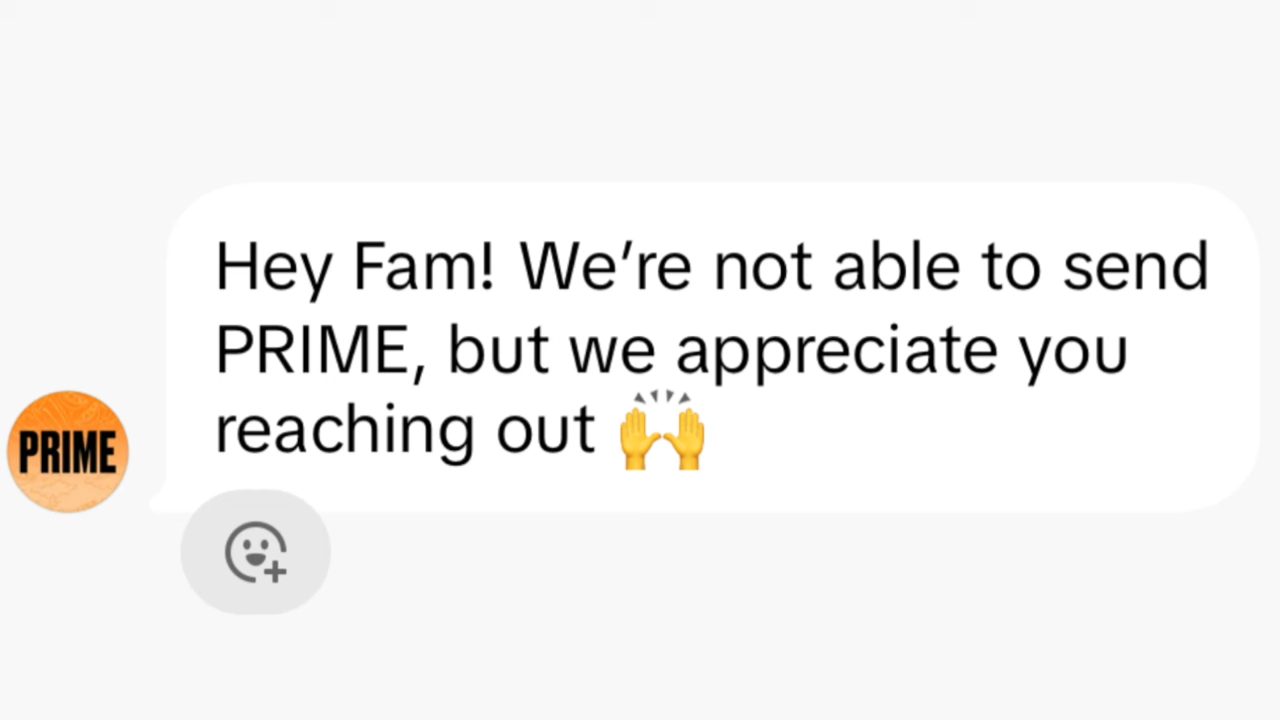 Hey Fam! We’re not able to send
PRIME, but we appreciate you
reaching out 🙌
PRIME